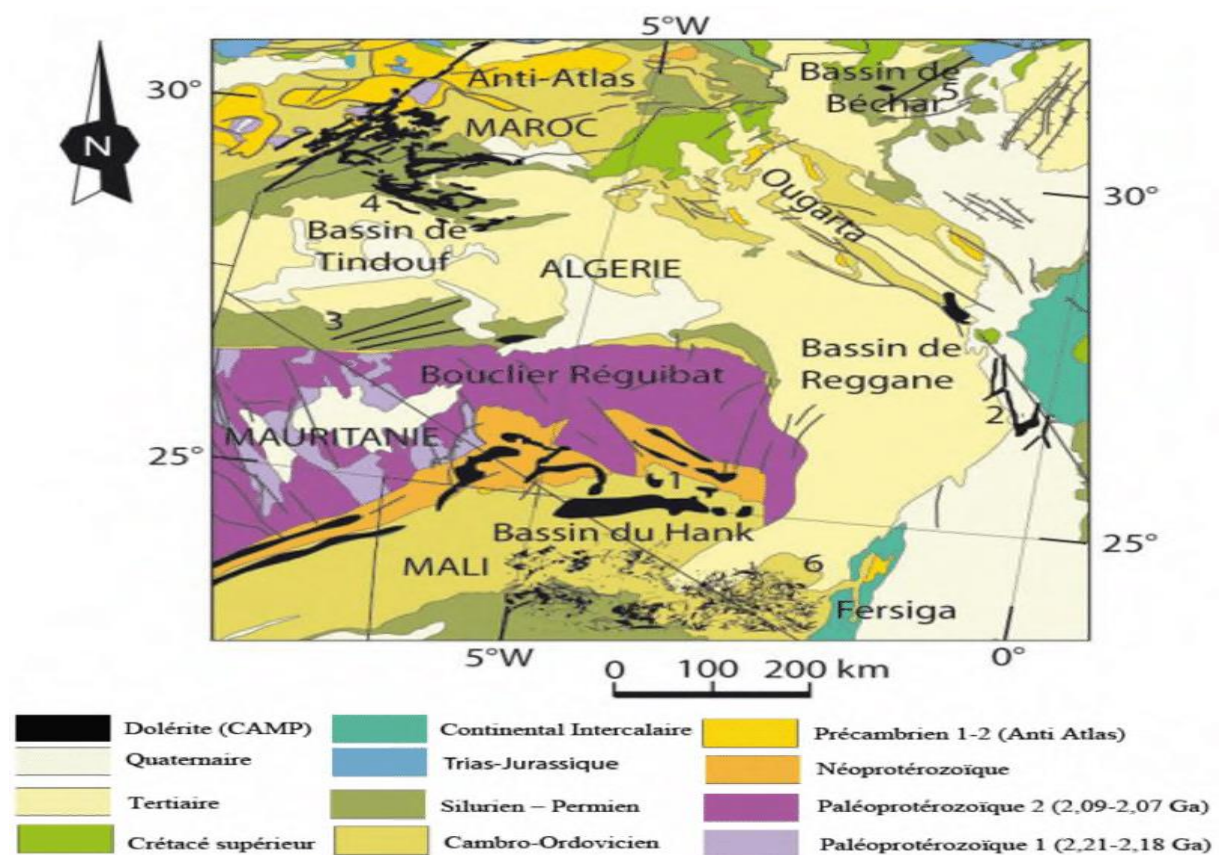 5°W
N
30°
Anti-Atlas
MAROC
Bassin de
Béchar
5
30°
Ougarta
4
Bassin de
Tindouf
ALGERIE
3
Bassin de
Reggane
Bouclier Réguibat
2
MAURITANIE
25°
1
Bassin du Hank
25°
MALI
6
Fersiga
5°W
0°
0 100 200 km
Dolérite (CAMP)
Quaternaire
Tertiaire
Crétacé supérieur
Continental Intercalaire
Trias-Jurassique
Silurien – Permien
Cambro-Ordovicien
Précambrien 1-2 (Anti Atlas)
Néoprotérozoïque
Paléoprotérozoïque 2 (2,09-2,07 Ga)
Paléoprotérozoïque 1 (2,21-2,18 Ga)